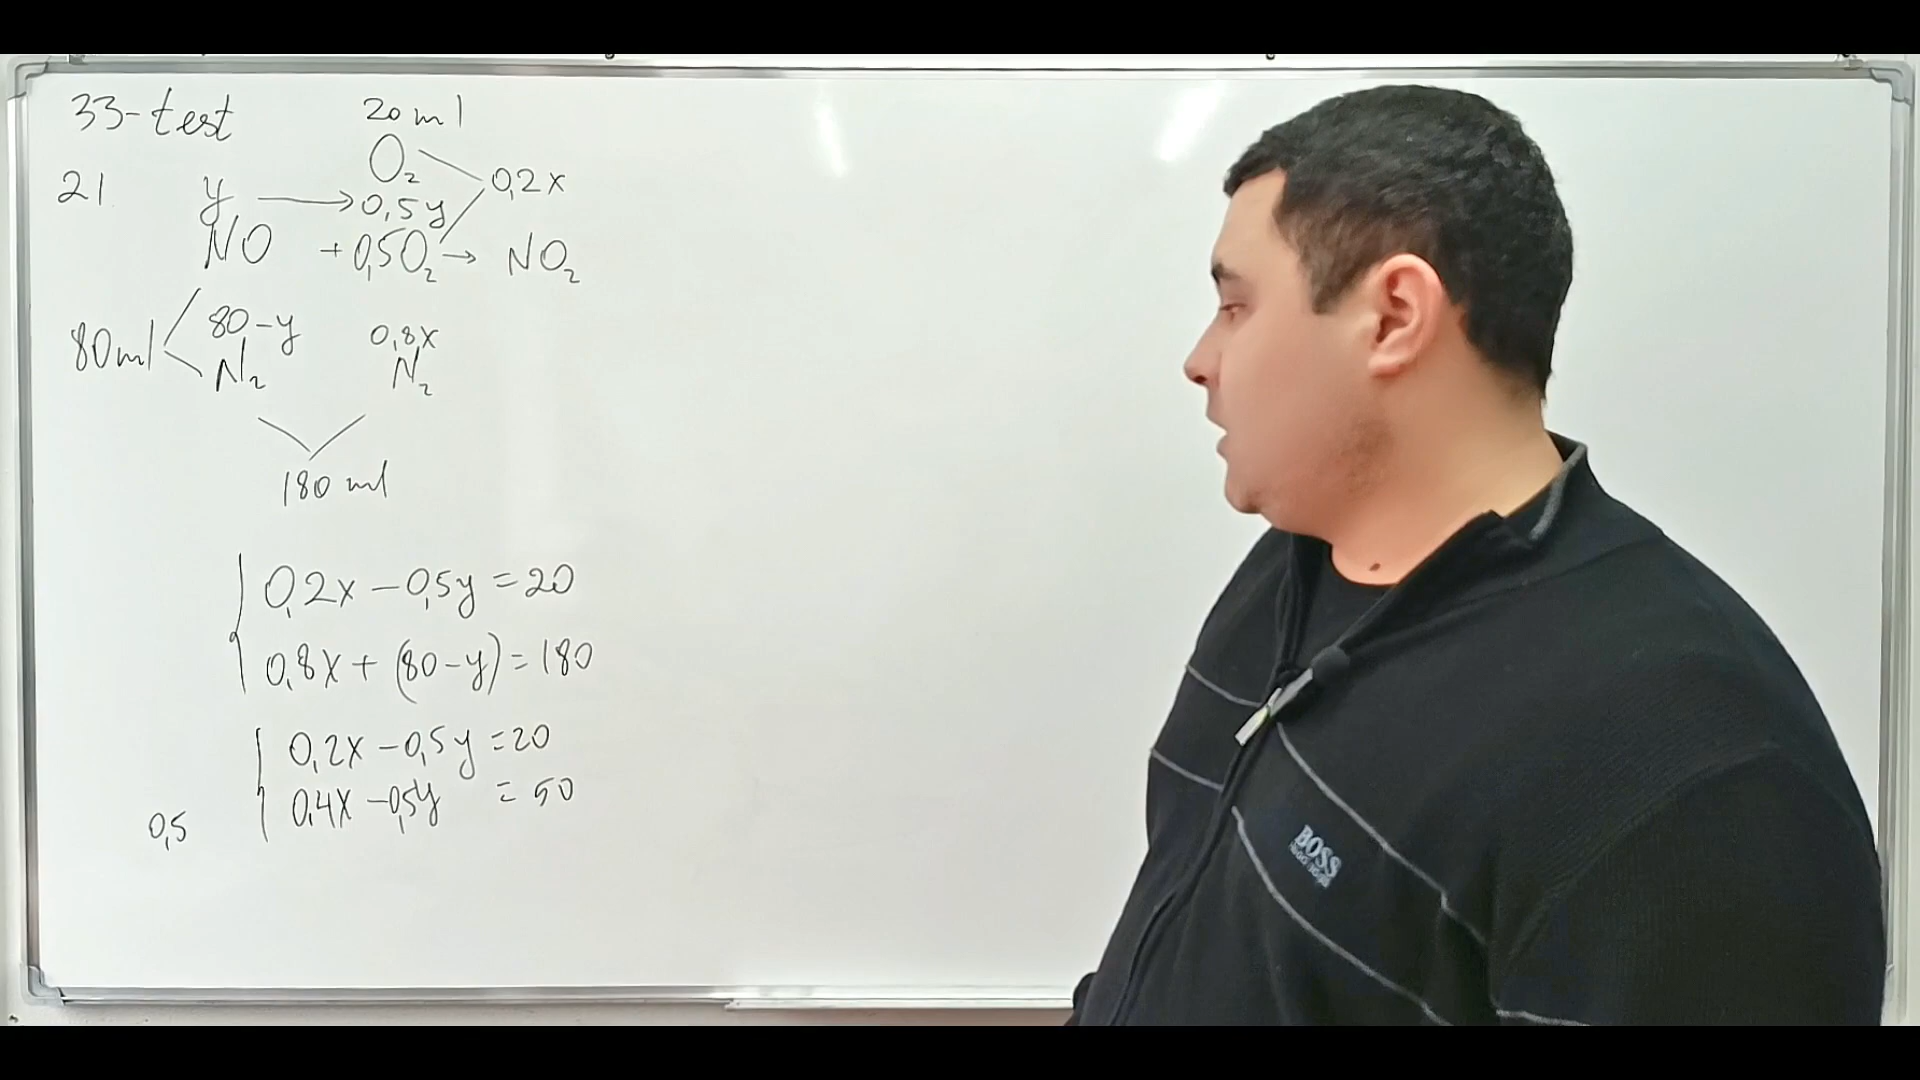 33-test
20 ml
O₂
0,2x
21
y → 0,5y
NO + 0,5O₂ → NO₂
80-y
0,8x
80ml
N₂
N₂
180 ml
0,2x - 0,5y = 20
0,8x + (80-y) = 180
0,2x - 0,5y = 20
0,4x - 0,5y = 50
0,5
BOSS